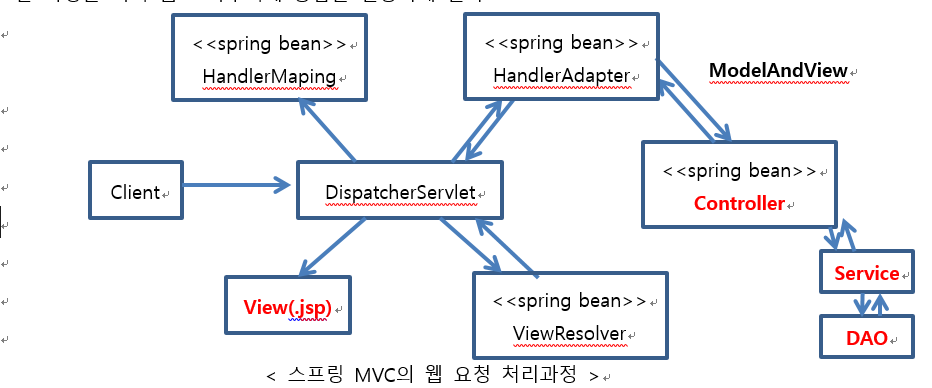 <<spring bean>>
HandlerMaping
<<spring bean>>
HandlerAdapter
ModelAndView
Client
DispatcherServlet
<<spring bean>>
Controller
Service
DAO
View(.jsp)
<<spring bean>>
ViewResolver
< 스프링 MVC의 웹 요청 처리과정 >